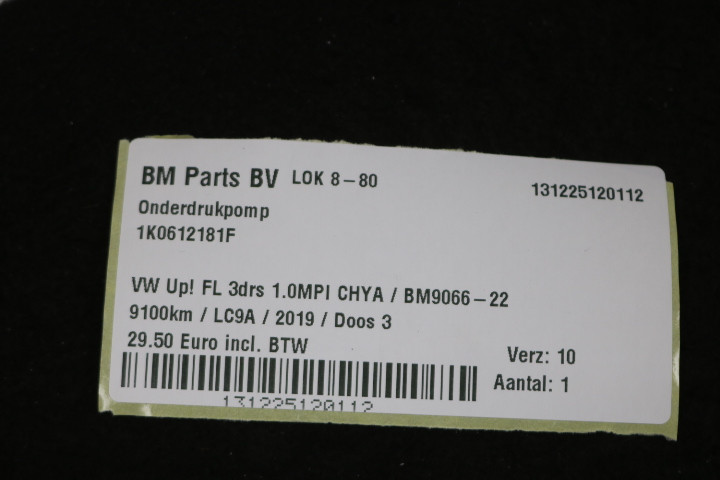 BM Parts BV LOK 8-80 131225120112
Onderdrukpomp
1K0612181F
VW Up! FL 3drs 1.0MPI CHYA / BM9066-22
9100km / LC9A / 2019 / Doos 3
29.50 Euro incl. BTW
Verz: 10
Aantal: 1
131225120112